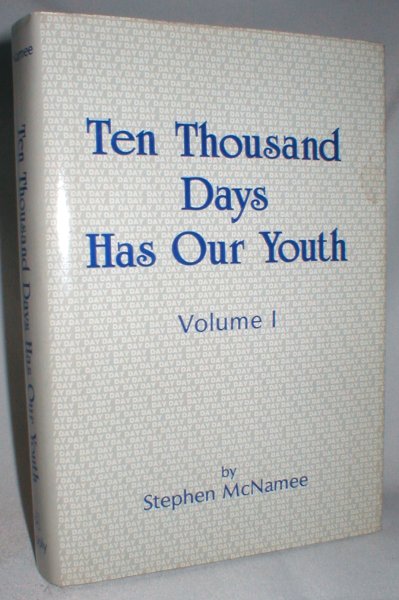 Ten Thousand
Days
Has Our Youth
Volume I
by
Stephen McNamee
Ten Thousand Days Has Our Youth